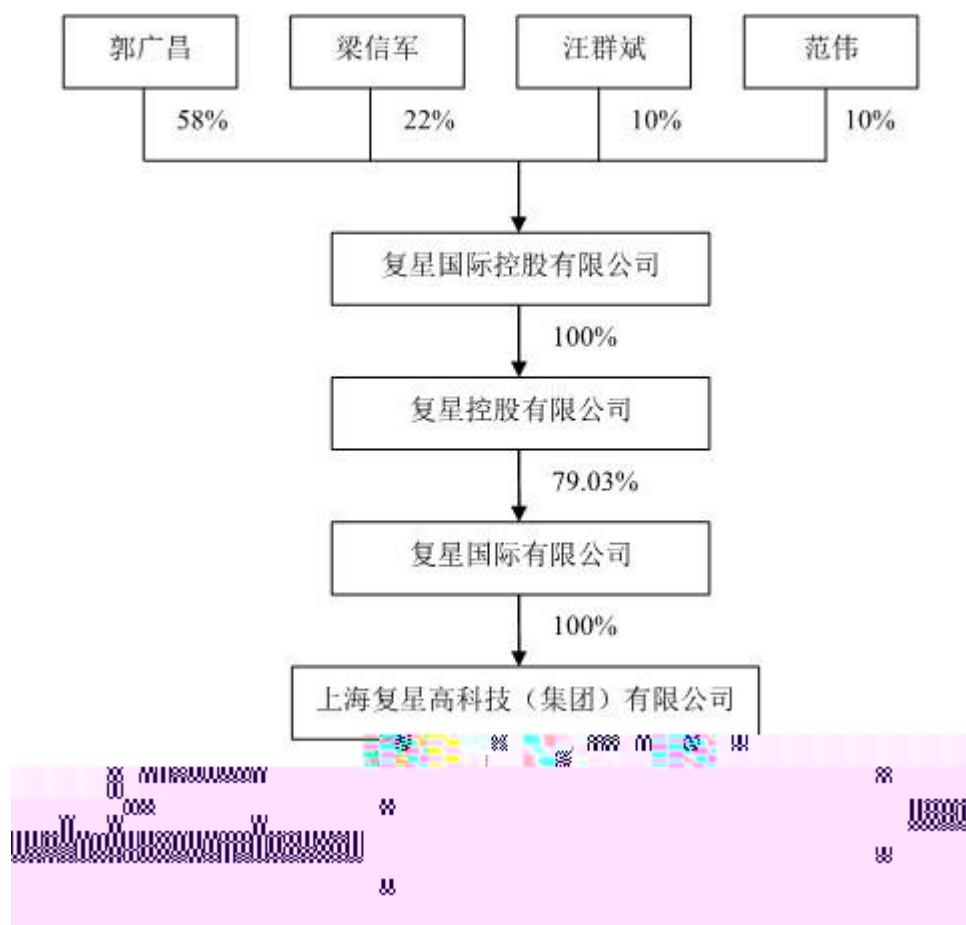 郭广昌
梁信军
汪群斌
范伟
58%
22%
10%
10%
复星国际控股有限公司
100%
复星控股有限公司
79.03%
复星国际有限公司
100%
上海复星高科技（集团）有限公司